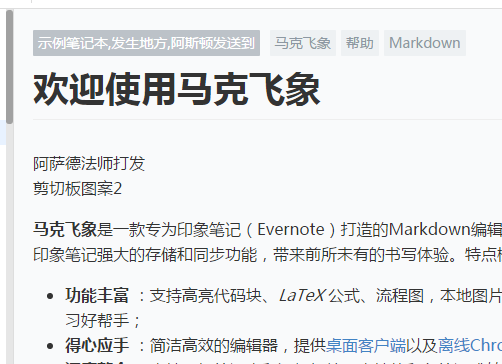 示例笔记本,发生地方,阿斯顿发送到 马克飞象 帮助 Markdown
欢迎使用马克飞象
阿萨德法师打发
剪切板图案2
马克飞象是一款专为印象笔记（Evernote）打造的Markdown编辑
印象笔记强大的存储和同步功能，带来前所未有的书写体验。特点
功能丰富 ：支持高亮代码块、LaTeX 公式、流程图，本地图片
习好帮手；
得心应手 ：简洁高效的编辑器，提供桌面客户端以及离线Chro